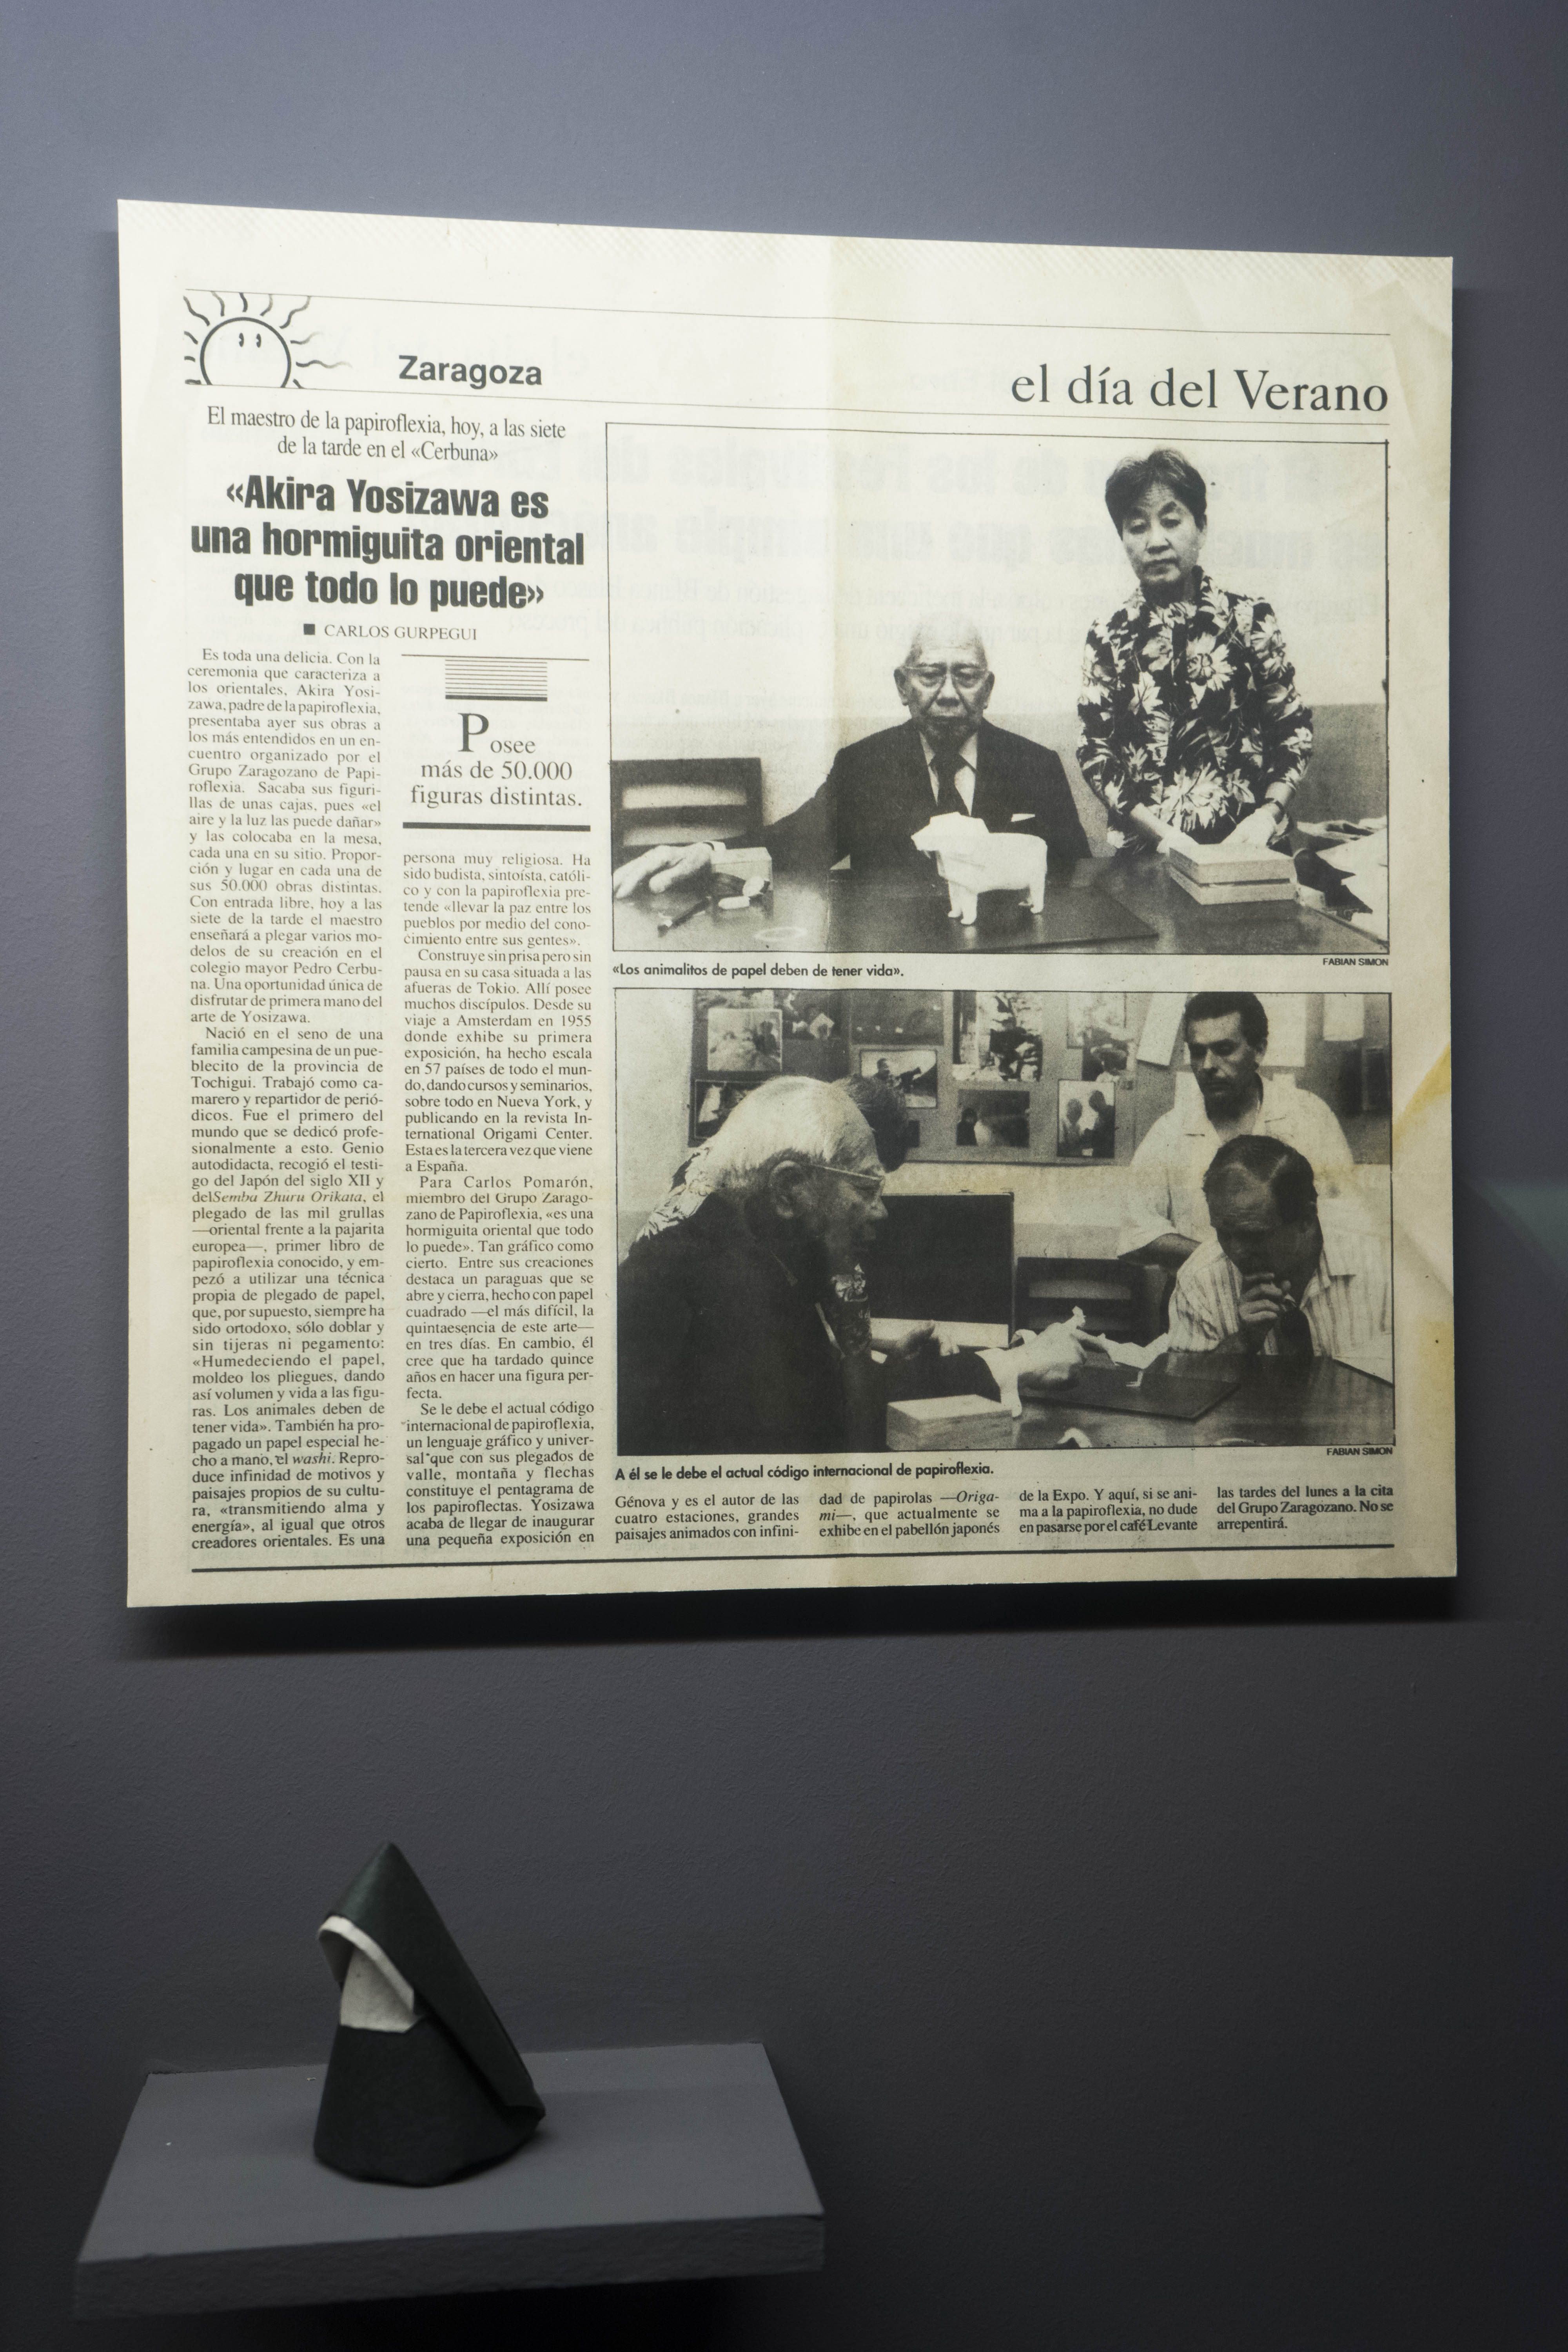 Zaragoza
el día del Verano
El maestro de la papiroflexia, hoy, a las siete
de la tarde en el «Cerbuna»
«Akira Yosizawa es
una hormiguita oriental
que todo lo puede»
■ CARLOS GURPEGUI
Es toda una delicia. Con la
ceremonia que caracteriza a
los orientales, Akira Yosi-
zawa, padre de la papiroflexia,
presentaba ayer sus obras a
los más entendidos en un en-
cuentro organizado por el
Grupo Zaragozano de Papi-
roflexia. Sacaba sus figuri-
llas de unas cajas, pues «el
aire y la luz las puede dañar»
y las colocaba en la mesa,
cada una en su sitio. Propor-
ción y lugar en cada una de
sus 50.000 obras distintas.
Con entrada libre, hoy a las
siete de la tarde el maestro
enseñará a plegar varios mo-
delos de su creación en el
colegio mayor Pedro Cerbu-
na. Una oportunidad única de
disfrutar de primera mano del
arte de Yosizawa.
Nació en el seno de una
familia campesina de un pue-
blecito de la provincia de
Tochigui. Trabajó como ca-
marero y repartidor de perió-
dicos. Fue el primero del
mundo que se dedicó profe-
sionalmente a esto. Genio
autodidacta, recogió el testi-
go del Japón del siglo XII y
del Semba Zhuru Orikata, el
plegado de las mil grullas
—oriental frente a la pajarita
europea—, primer libro de
papiroflexia conocido, y em-
pezó a utilizar una técnica
propia de plegado de papel,
que, por supuesto, siempre ha
sido ortodoxo, sólo doblar y
sin tijeras ni pegamento:
«Humedeciendo el papel,
moldeo los pliegues, dando
así volumen y vida a las figu-
ras. Los animales deben de
tener vida». También ha pro-
pagado un papel especial he-
cho a mano, el washi. Repro-
duce infinidad de motivos y
paisajes propios de su cultu-
ra, «transmitiendo alma y
energía», al igual que otros
creadores orientales. Es una
Posee
más de 50.000
figuras distintas.
persona muy religiosa. Ha
sido budista, sintoísta, católi-
co y con la papiroflexia pre-
tende «llevar la paz entre los
pueblos por medio del cono-
cimiento entre sus gentes».
Construye sin prisa pero sin
pausa en su casa situada a las
afueras de Tokio. Allí posee
muchos discípulos. Desde su
viaje a Amsterdam en 1955
donde exhibe su primera
exposición, ha hecho escala
en 57 países de todo el mun-
do, dando cursos y seminarios,
sobre todo en Nueva York, y
publicando en la revista In-
ternational Origami Center.
Esta es la tercera vez que viene
a España.
Para Carlos Pomarón,
miembro del Grupo Zarago-
zano de Papiroflexia, «es una
hormiguita oriental que todo
lo puede». Tan gráfico como
cierto. Entre sus creaciones
destaca un paraguas que se
abre y cierra, hecho con papel
cuadrado —el más difícil, la
quintaesencia de este arte—
en tres días. En cambio, él
cree que ha tardado quince
años en hacer una figura per-
fecta.
Se le debe el actual código
internacional de papiroflexia,
un lenguaje gráfico y univer-
sal que con sus plegados de
valle, montaña y flechas
constituye el pentagrama de
los papiroflectas. Yosizawa
acaba de llegar de inaugurar
una pequeña exposición en
FABIAN SIMON
«Los animalitos de papel deben de tener vida».
FABIAN SIMON
A él se le debe el actual código internacional de papiroflexia.
Génova y es el autor de las
cuatro estaciones, grandes
paisajes animados con infini-
dad de papirolas —Origa-
mi—, que actualmente se
exhibe en el pabellón japonés
de la Expo. Y aquí, si se ani-
ma a la papiroflexia, no dude
en pasarse por el café Levante
las tardes del lunes a la cita
del Grupo Zaragozano. No se
arrepentirá.